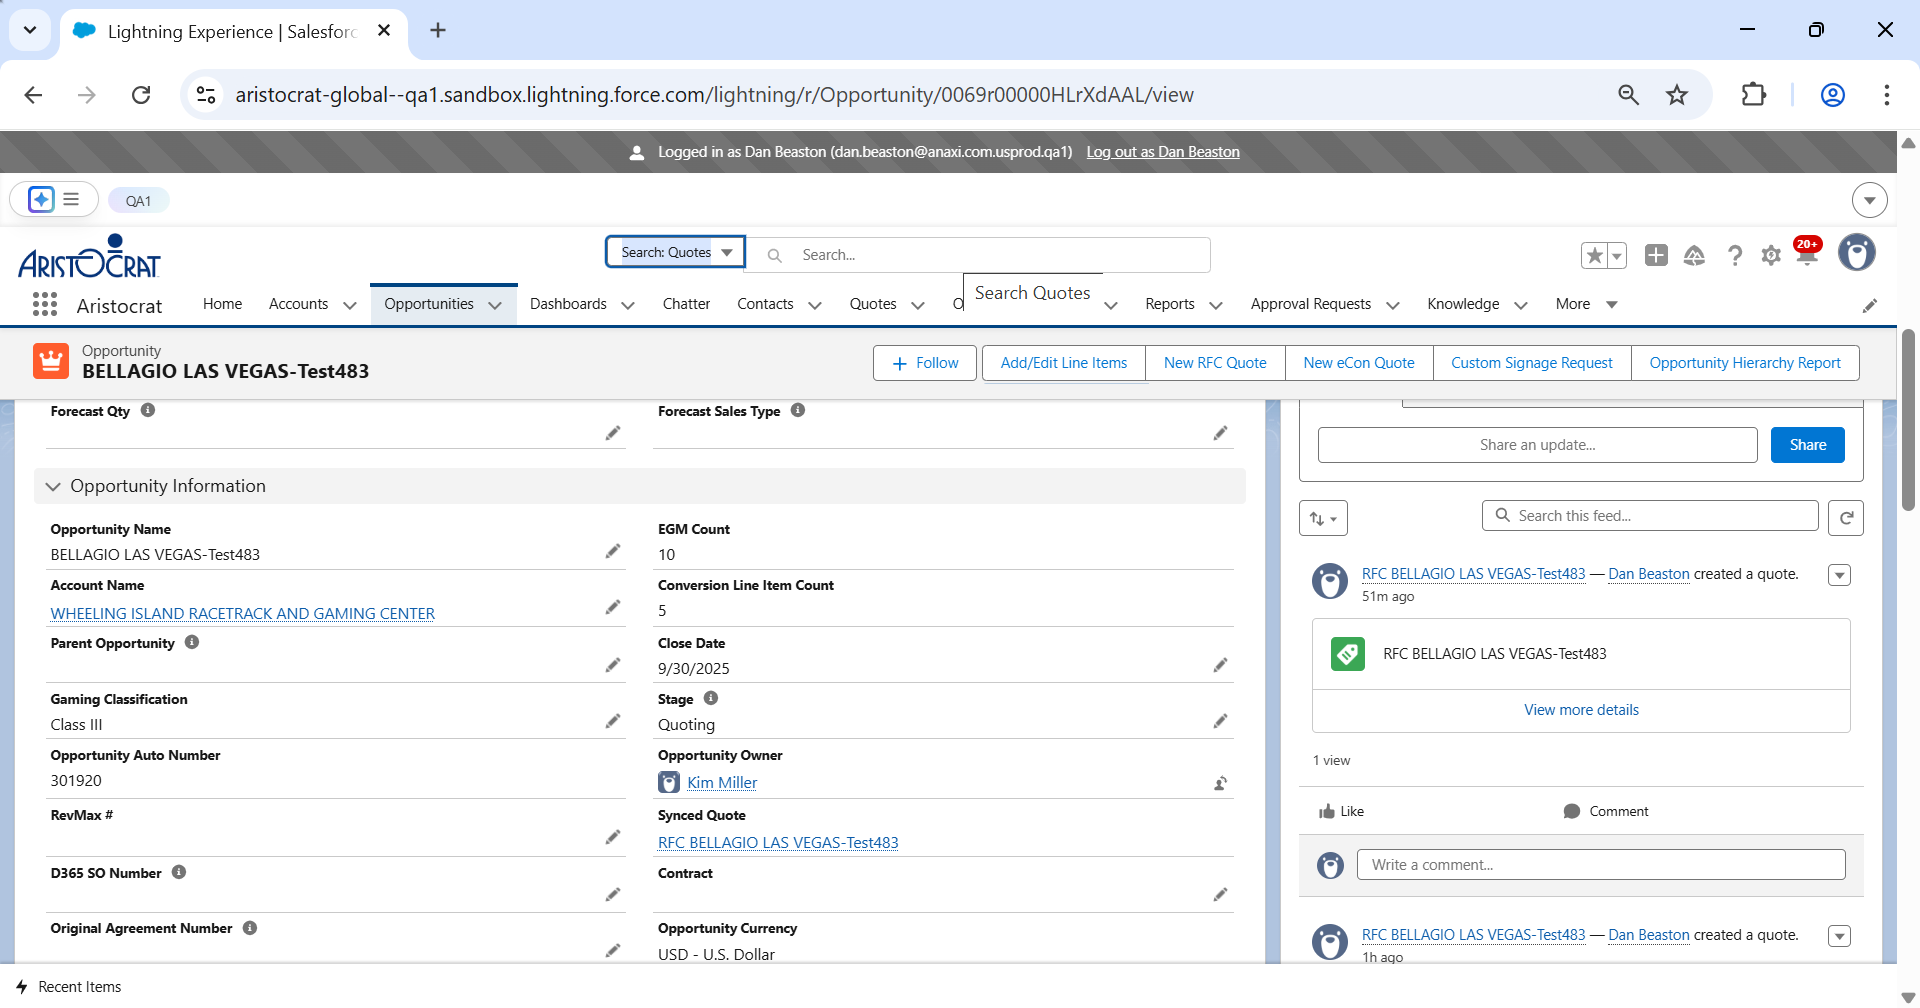 Lightning Experience | Salesforc
aristocrat-global--qa1.sandbox.lightning.force.com/lightning/r/Opportunity/0069r00000HLrXdAAL/view
Logged in as Dan Beaston (dan.beaston@anaxi.com.usprod.qa1) Log out as Dan Beaston
QA1
ARISTOCRAT
Search: Quotes
Search...
20+
Search Quotes
Aristocrat
Home
Accounts
Opportunities
Dashboards
Chatter
Contacts
Quotes
Reports
Approval Requests
Knowledge
More
Opportunity
BELLAGIO LAS VEGAS-Test483
Follow
Add/Edit Line Items
New RFC Quote
New eCon Quote
Custom Signage Request
Opportunity Hierarchy Report
Forecast Qty
Forecast Sales Type
Opportunity Information
Opportunity Name
BELLAGIO LAS VEGAS-Test483
EGM Count
10
Account Name
WHEELING ISLAND RACETRACK AND GAMING CENTER
Conversion Line Item Count
5
Parent Opportunity
Close Date
9/30/2025
Gaming Classification
Class III
Stage
Quoting
Opportunity Auto Number
301920
Opportunity Owner
Kim Miller
RevMax #
Synced Quote
RFC BELLAGIO LAS VEGAS-Test483
D365 SO Number
Contract
Original Agreement Number
Opportunity Currency
USD - U.S. Dollar
Share an update...
Share
Search this feed...
RFC BELLAGIO LAS VEGAS-Test483 — Dan Beaston created a quote.
51m ago
RFC BELLAGIO LAS VEGAS-Test483
View more details
1 view
Like
Comment
Write a comment...
RFC BELLAGIO LAS VEGAS-Test483 — Dan Beaston created a quote.
1h ago
Recent Items